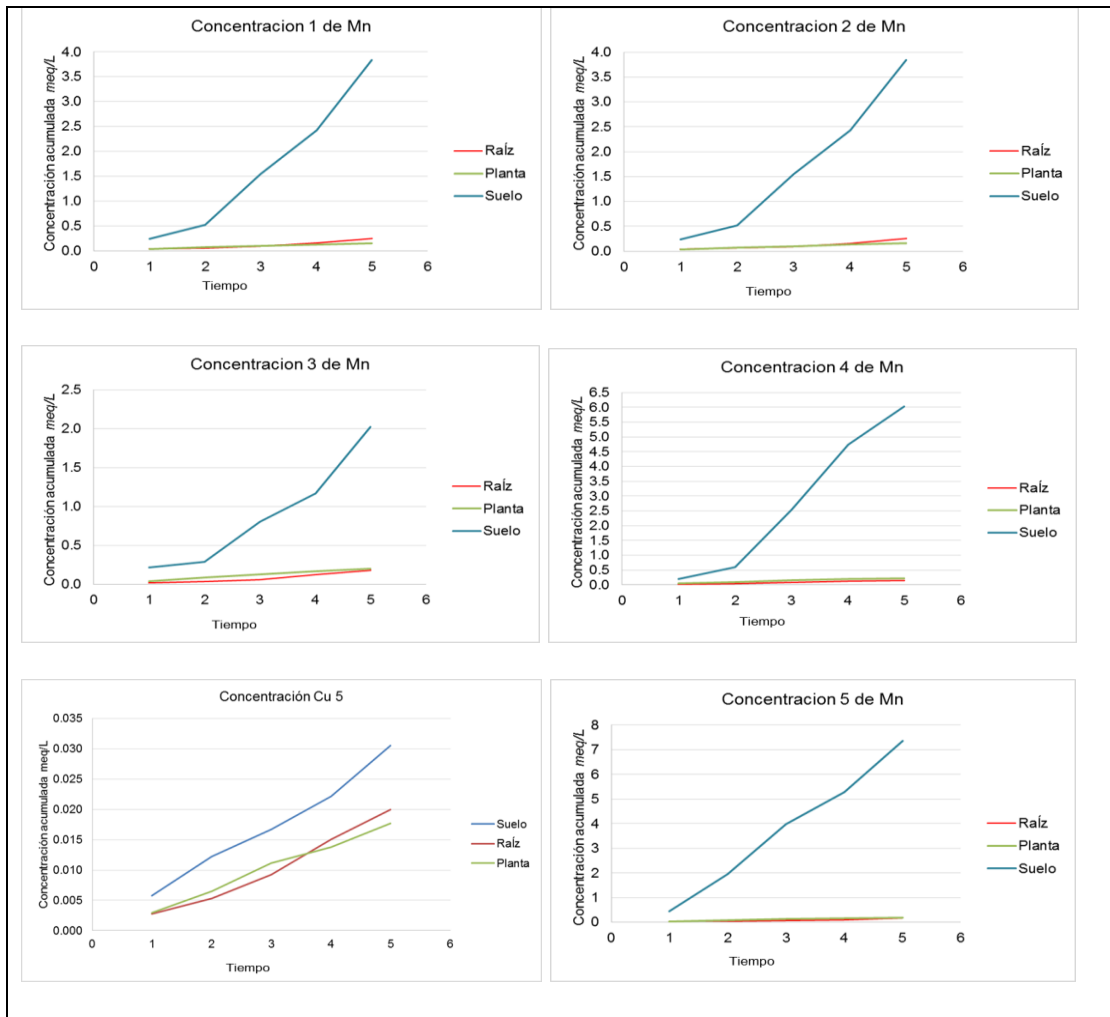 Concentracion 1 de Mn
Concentración acumulada meq/L
4.0
3.5
3.0
2.5
2.0
1.5
1.0
0.5
0.0
0 1 2 3 4 5 6
Tiempo
RaÍz
Planta
Suelo
Concentracion 2 de Mn
Concentración acumulada meq/L
4.0
3.5
3.0
2.5
2.0
1.5
1.0
0.5
0.0
0 1 2 3 4 5 6
Tiempo
RaÍz
Planta
Suelo
Concentracion 3 de Mn
Concentración acumulada meq/L
2.5
2.0
1.5
1.0
0.5
0.0
0 1 2 3 4 5 6
Tiempo
RaÍz
Planta
Suelo
Concentracion 4 de Mn
Concentración acumulada meq/L
6.5
6.0
5.5
5.0
4.5
4.0
3.5
3.0
2.5
2.0
1.5
1.0
0.5
0.0
0 1 2 3 4 5 6
Tiempo
RaÍz
Planta
Suelo
Concentración Cu 5
Concentración acumulada meq/L
0.035
0.030
0.025
0.020
0.015
0.010
0.005
0.000
0 1 2 3 4 5 6
Tiempo
Suelo
RaÍz
Planta
Concentracion 5 de Mn
Concentración acumulada meq/L
8
7
6
5
4
3
2
1
0
0 1 2 3 4 5 6
Tiempo
RaÍz
Planta
Suelo